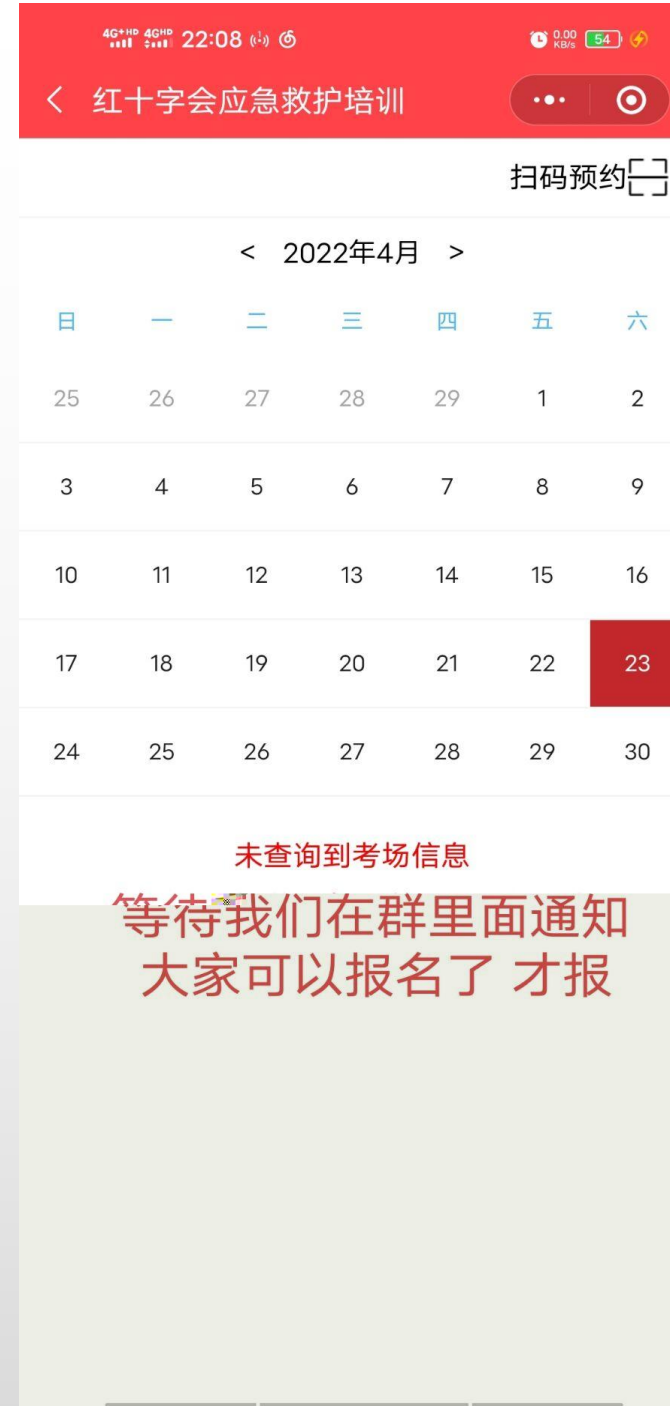 4G+HD 4GHD 22:08 0.00 KB/s 54
< 红十字会应急救护培训
扫码预约
< 2022年4月 >
日 一 二 三 四 五 六
25 26 27 28 29 1 2
3 4 5 6 7 8 9
10 11 12 13 14 15 16
17 18 19 20 21 22 23
24 25 26 27 28 29 30
未查询到考场信息
等待我们在群里面通知
大家可以报名了 才报